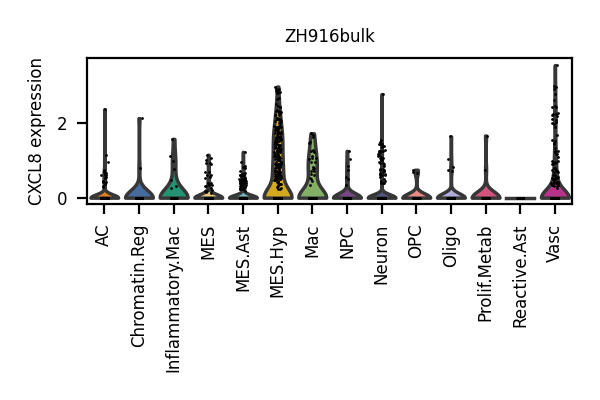 ZH916bulk
CXCL8 expression
2
0
AC
Chromatin.Reg
Inflammatory.Mac
MES
MES.Ast
MES.Hyp
Mac
NPC
Neuron
OPC
Oligo
Prolif.Metab
Reactive.Ast
Vasc